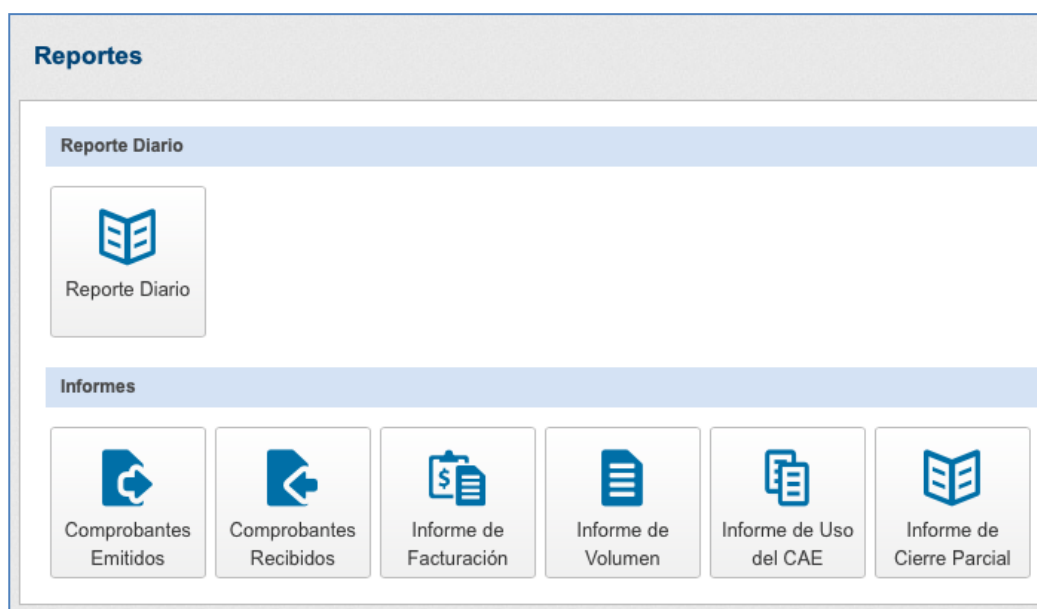 Reportes
Reporte Diario
Reporte Diario
Informes
Comprobantes
Emitidos
Comprobantes
Recibidos
$
Informe de
Facturación
Informe de
Volumen
Informe de Uso
del CAE
Informe de
Cierre Parcial